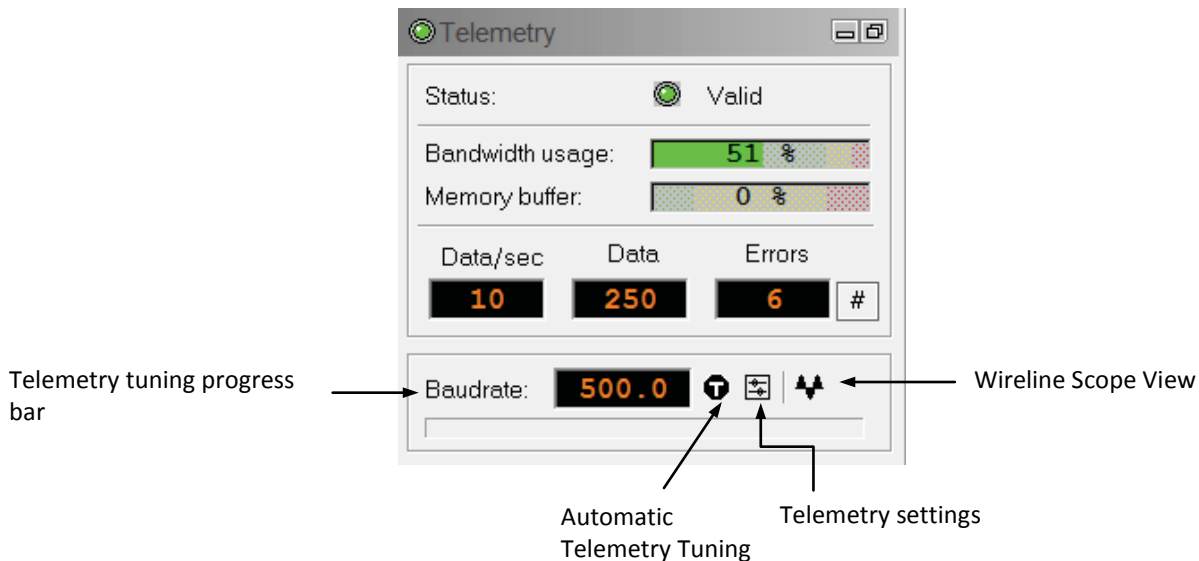 Telemetry
Status: Valid
Bandwidth usage: 51 %
Memory buffer: 0 %
Data/sec Data Errors
10 250 6 #
Telemetry tuning progress
bar
Baudrate: 500.0 T
Wireline Scope View
Automatic
Telemetry Tuning
Telemetry settings